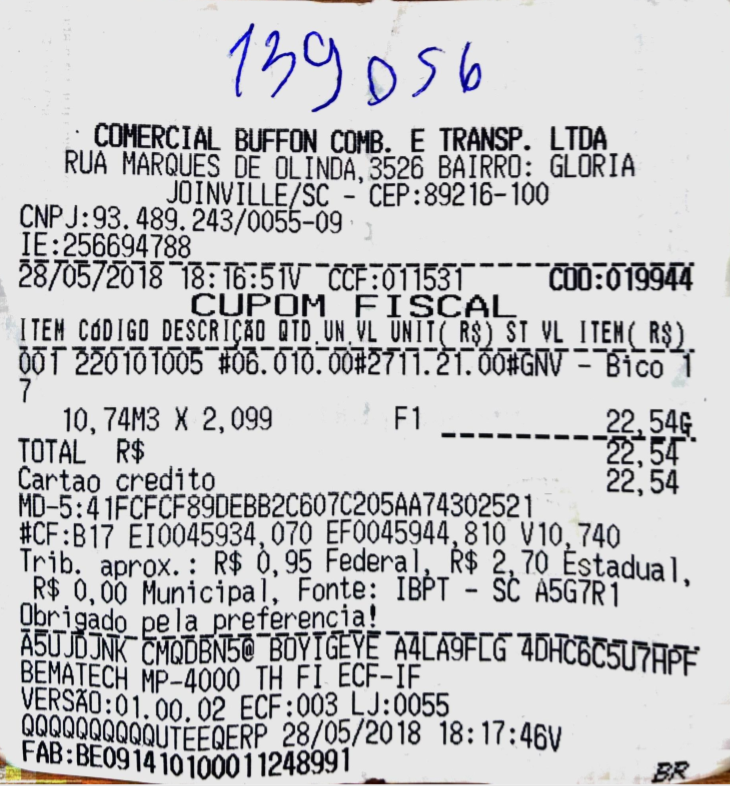 139056
COMERCIAL BUFFON COMB. E TRANSP. LTDA
RUA MARQUES DE OLINDA,3526 BAIRRO: GLORIA
JOINVILLE/SC - CEP:89216-100
CNPJ:93.489.243/0055-09
IE:256694788
28/05/2018 18:16:51V CCF:011531 COO:019944
CUPOM FISCAL
ITEM CÓDIGO DESCRIÇÃO QTD.UN.VL UNIT( R$) ST VL ITEM( R$)
001 220101005 #06.010.00#2711.21.00#GNV - Bico 1
7
10,74M3 X 2,099 F1 22,54G
TOTAL R$ 22,54
Cartao credito 22,54
MD-5:41FCFCF89DEBB2C607C205AA74302521
#CF:B17 EI0045934,070 EF0045944,810 V10,740
Trib. aprox.: R$ 0,95 Federal, R$ 2,70 Estadual,
R$ 0,00 Municipal, Fonte: IBPT - SC A5G7R1
Obrigado pela preferencia!
A5UJDJNK CMQDBN5@ BOYIGEYE A4LA9FLG 4DHC6C5U7HPF
BEMATECH MP-4000 TH FI ECF-IF
VERSÃO:01.00.02 ECF:003 LJ:0055
QQQQQQQQQQUTEEQERP 28/05/2018 18:17:46V
FAB:BE091410100011248991
BR